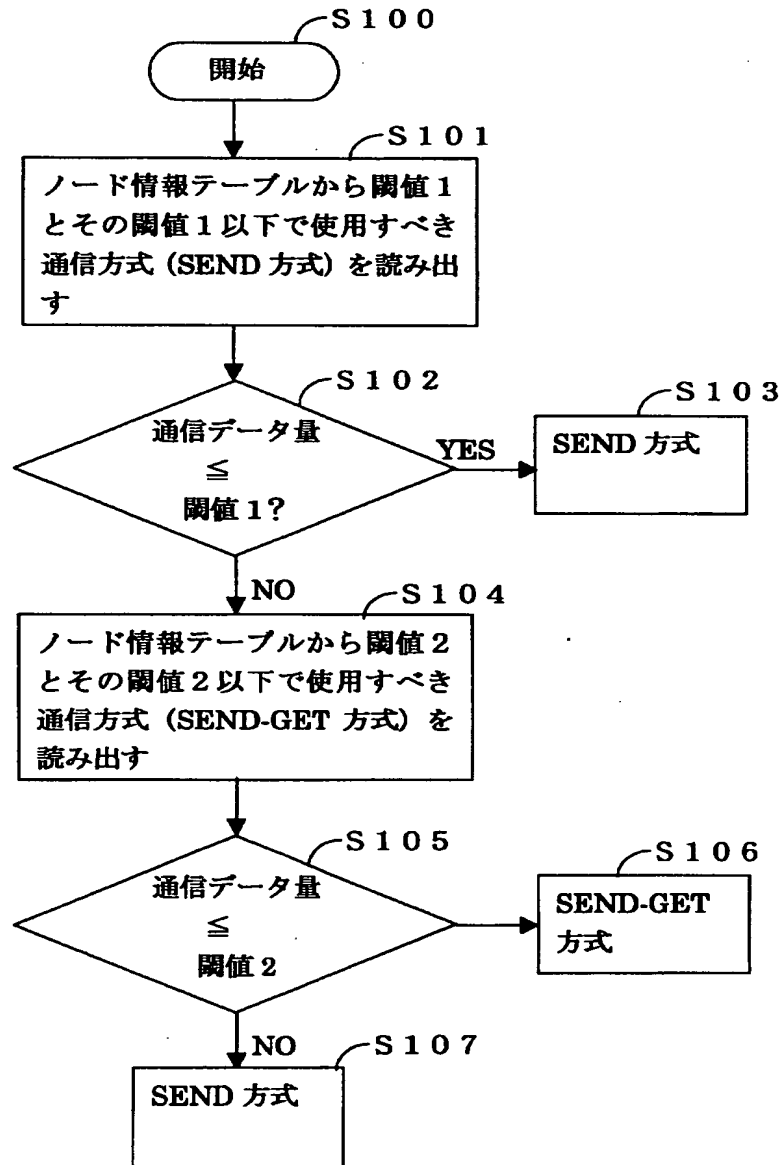 S100
開始
S101
ノード情報テーブルから閾値1
とその閾値1以下で使用すべき
通信方式(SEND 方式)を読み出
す
S102
通信データ量
≦
閾値1?
YES
S103
SEND 方式
NO
S104
ノード情報テーブルから閾値2
とその閾値2以下で使用すべき
通信方式(SEND-GET 方式)を
読み出す
S105
通信データ量
≦
閾値2
S106
SEND-GET
方式
NO
S107
SEND 方式